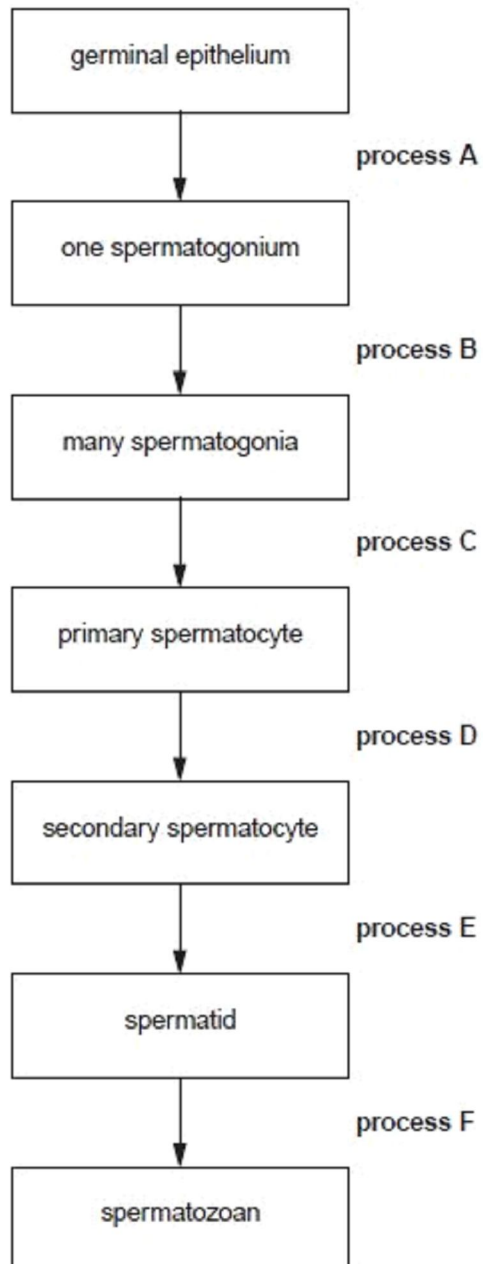 germinal epithelium
process A
one spermatogonium
process B
many spermatogonia
process C
primary spermatocyte
process D
secondary spermatocyte
process E
spermatid
process F
spermatozoan